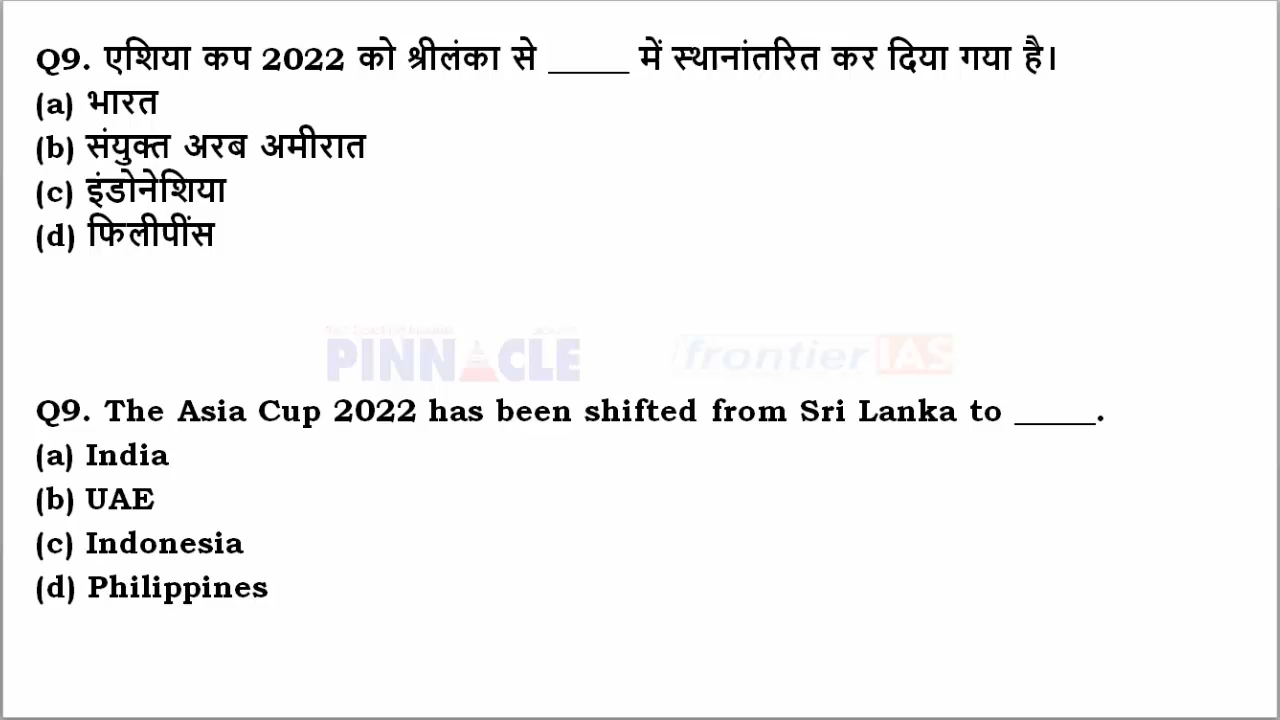 Q9. एशिया कप 2022 को श्रीलंका से _____ में स्थानांतरित कर दिया गया है।
(a) भारत
(b) संयुक्त अरब अमीरात
(c) इंडोनेशिया
(d) फिलीपींस
PINNACLE frontier IAS
Q9. The Asia Cup 2022 has been shifted from Sri Lanka to _____.
(a) India
(b) UAE
(c) Indonesia
(d) Philippines